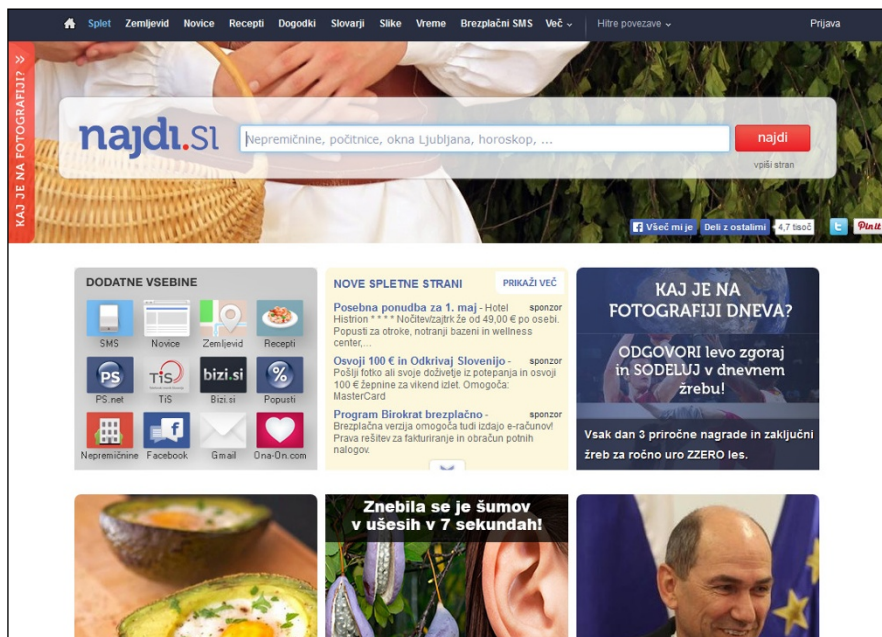 Splet Zemljevid Novice Recepti Dogodki Slovarji Slike Vreme Brezplačni SMS Več Hitre povezave Prijava
KAJ JE NA FOTOGRAFIJI?
najdi.si
Nepremičnine, počitnice, okna Ljubljana, horoskop, ...
najdi
vpiši stran
f Všeč mi je Deli z ostalimi 4,7 tisoč t Pin it
DODATNE VSEBINE
SMS Novice Zemljevid Recepti
PS TiS bizi.si %
PS.net TiS Bizi.si Popusti
f
Nepremičnine Facebook Gmail Ona-On.com
NOVE SPLETNE STRANI PRIKAŽI VEČ
Posebna ponudba za 1. maj - Hotel sponzor
Histrion * * * * Nočitev/zajtrk že od 49,00 € po osebi.
Popusti za otroke, notranji bazeni in wellness
center,...
Osvoji 100 € in Odkrivaj Slovenijo - sponzor
Pošlji fotko ali svoje doživetje iz potepanja in osvoji
100 € žepnine za vikend izlet. Omogoča:
MasterCard
Program Birokrat brezplačno - sponzor
Brezplačna verzija omogoča tudi izdajo e-računov!
Prava rešitev za fakturiranje in obračun potnih
nalogov.
KAJ JE NA
FOTOGRAFIJI DNEVA?
ODGOVORI levo zgoraj
in SODELUJ v dnevnem
žrebu!
Vsak dan 3 priročne nagrade in zaključni
žreb za ročno uro ZZERO les.
Znebila se je šumov
v ušesih v 7 sekundah!